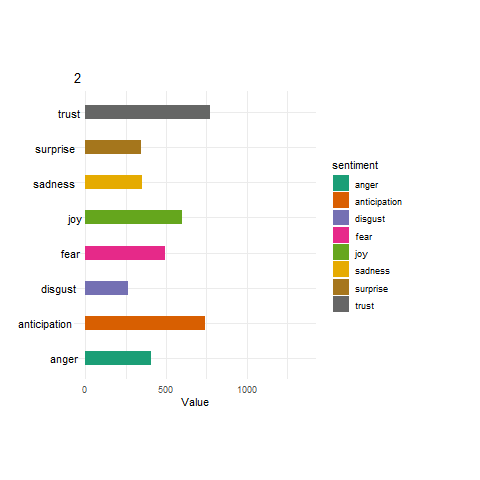 2
trust
surprise
sadness
joy
fear
disgust
anticipation
anger
0 500 1000
Value
sentiment
anger
anticipation
disgust
fear
joy
sadness
surprise
trust